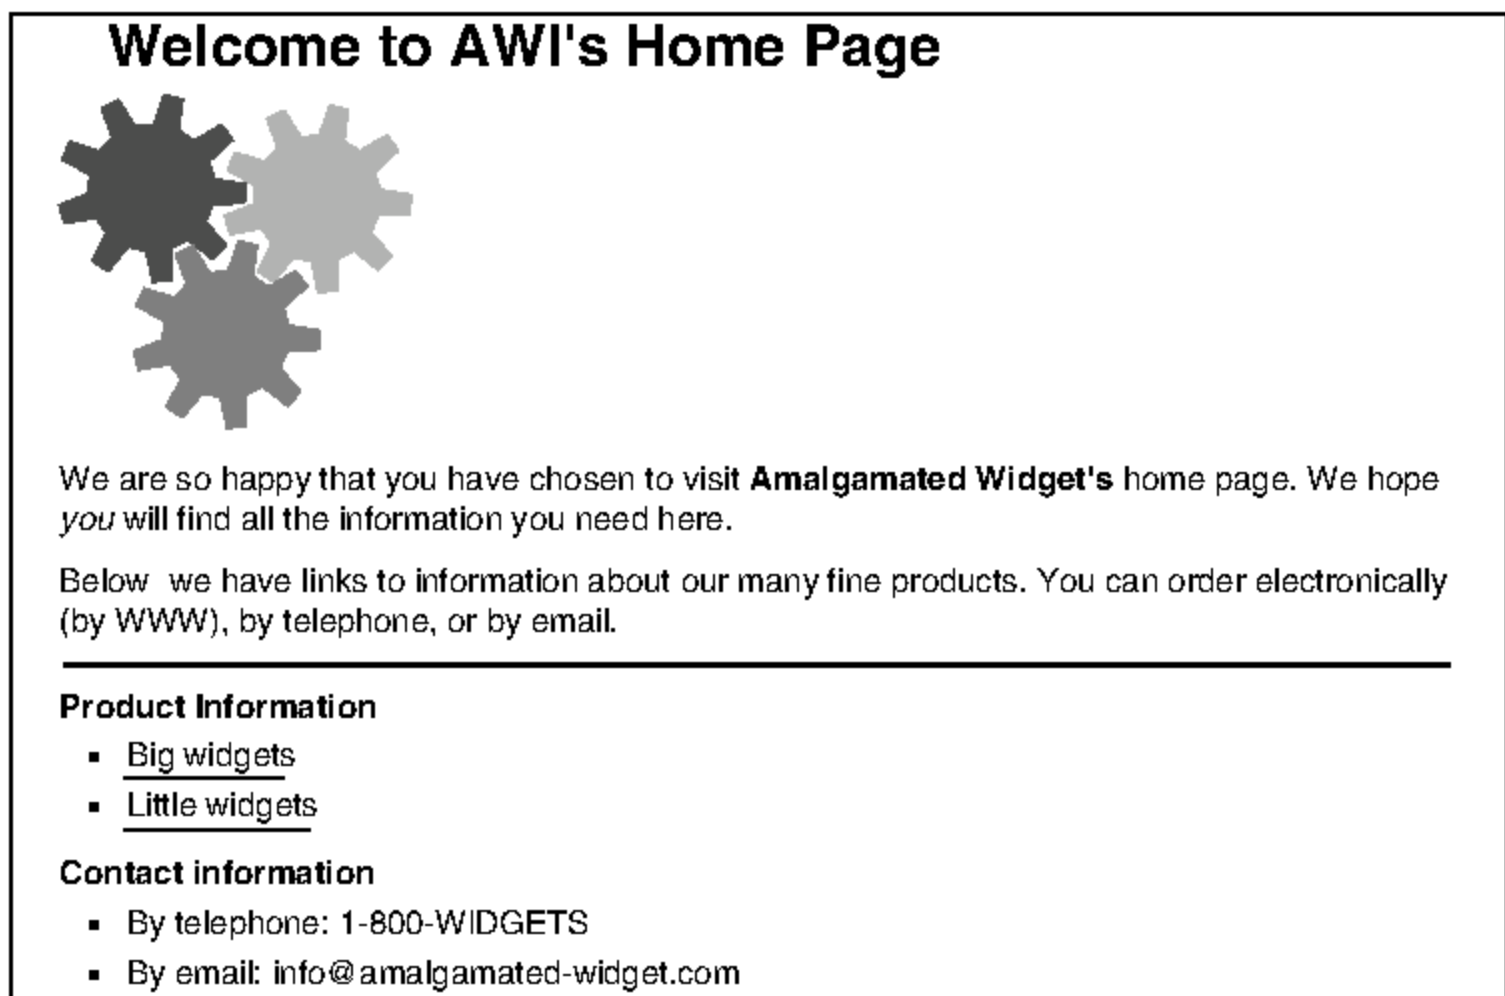 Welcome to AWI's Home Page
We are so happy that you have chosen to visit Amalgamated Widget's home page. We hope
you will find all the information you need here.
Below we have links to information about our many fine products. You can order electronically
(by WWW), by telephone, or by email.
Product Information
▪ Big widgets
▪ Little widgets
Contact information
▪ By telephone: 1-800-WIDGETS
▪ By email: info@amalgamated-widget.com